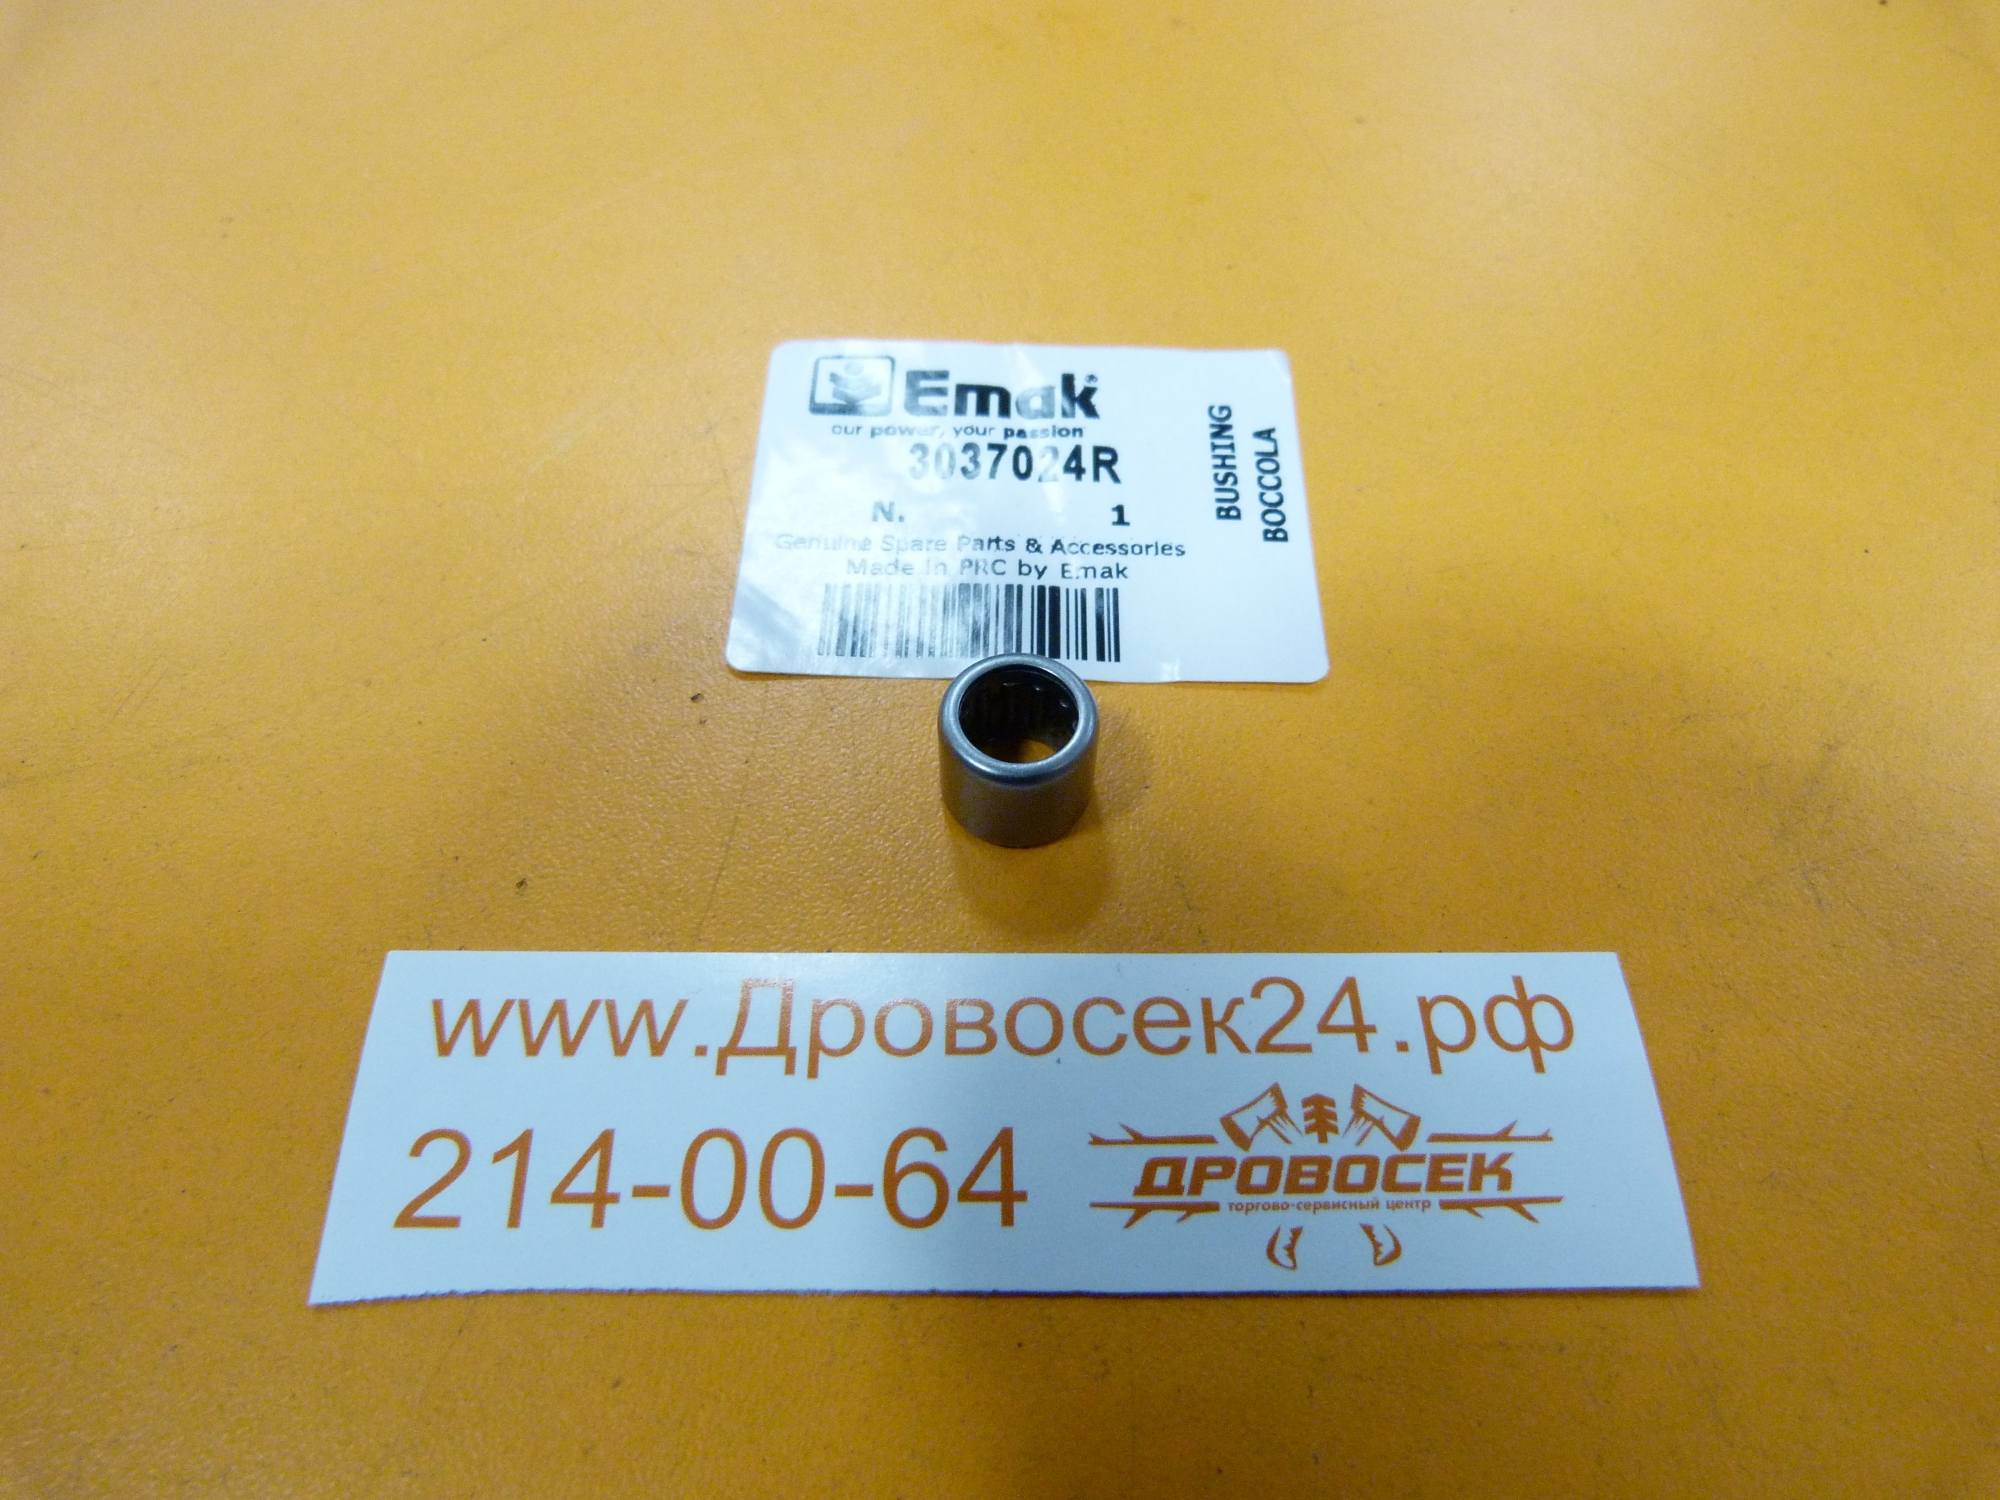 Emak®
our power, your passion
3037024R
N. 1
Genuine Spare Parts & Accessories
Made in PRC by Emak
BUSHING
BOCCOLA
www.Дровосек24.рф
214-00-64
ДРОВОСЕК
торгово-сервисный центр